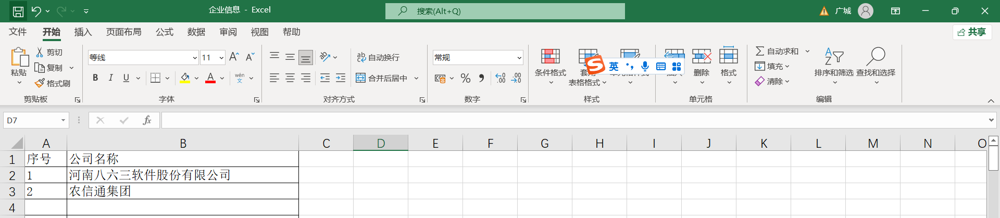 企业信息 - Excel
搜索(Alt+Q)
广城
文件 开始 插入 页面布局 公式 数据 审阅 视图 帮助
共享
粘贴
剪切
复制
格式刷
剪贴板
等线 11
B I U A wén 文
字体
ab 自动换行
合并后居中
对齐方式
常规
% , .00 .00
数字
条件格式
套用
表格格式
样式
英
删除
格式
单元格
自动求和
填充
清除
排序和筛选
查找和选择
编辑
D7
fx
A B C D E F G H I J K L M N O
1 序号 公司名称
2 1 河南八六三软件股份有限公司
3 2 农信通集团
4